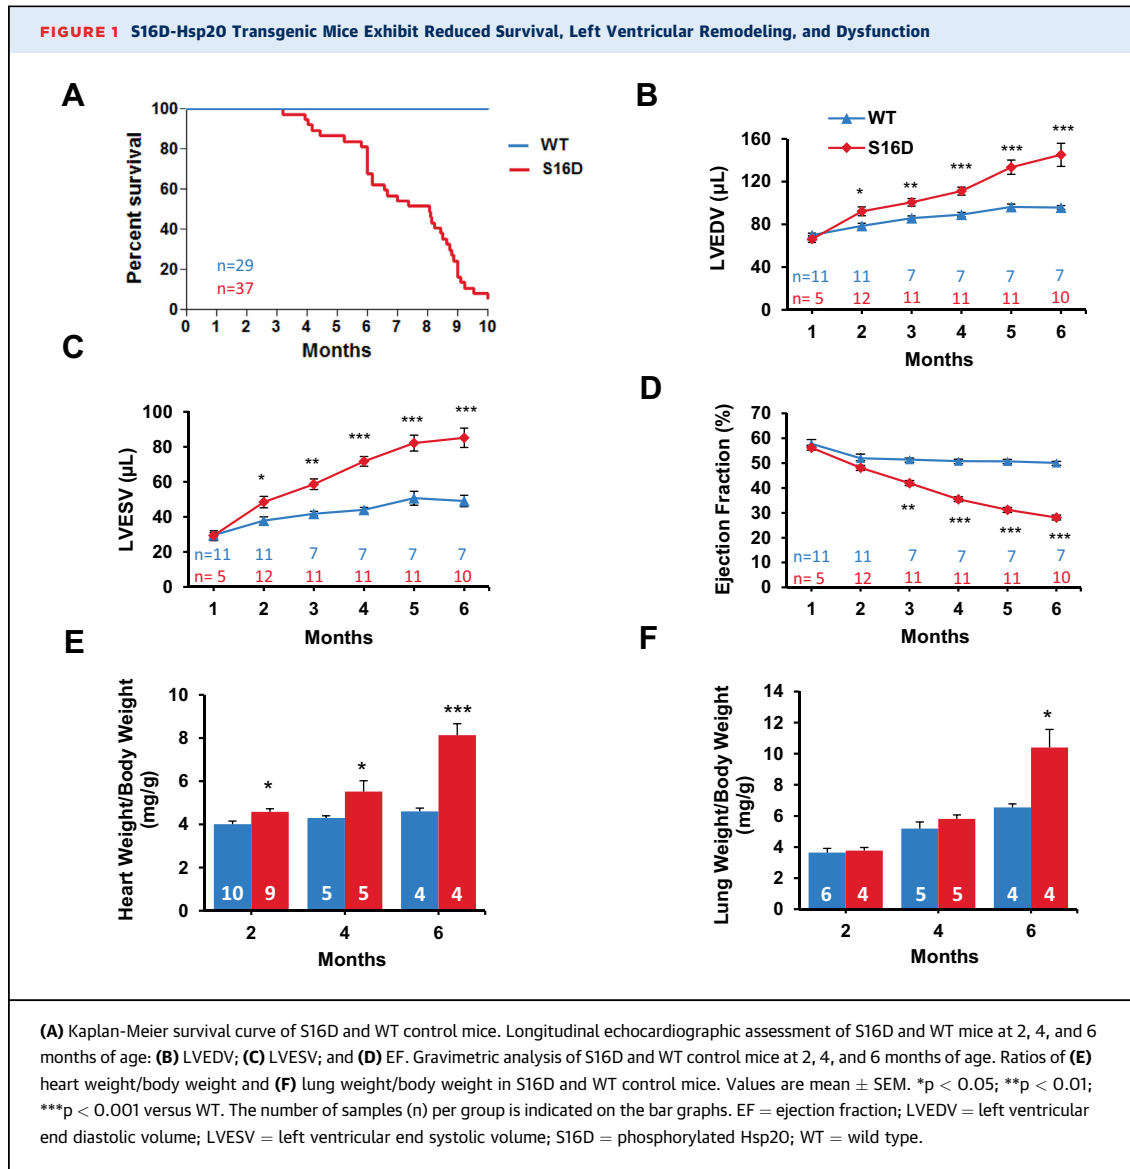 FIGURE 1 S16D-Hsp20 Transgenic Mice Exhibit Reduced Survival, Left Ventricular Remodeling, and Dysfunction
A
Percent survival
100
80
60
40
20
0
n=29
n=37
0 1 2 3 4 5 6 7 8 9 10
Months
WT
S16D
B
WT
S16D
LVEDV (µL)
160
120
80
40
0
* ** *** *** ***
n=11 11 7 7 7 7
n= 5 12 11 11 11 10
1 2 3 4 5 6
Months
C
LVESV (µL)
100
80
60
40
20
0
* ** *** *** ***
n=11 11 7 7 7 7
n= 5 12 11 11 11 10
1 2 3 4 5 6
Months
D
Ejection Fraction (%)
70
60
50
40
30
20
10
0
** *** *** ***
n=11 11 7 7 7 7
n= 5 12 11 11 11 10
1 2 3 4 5 6
Months
E
Heart Weight/Body Weight
(mg/g)
10
8
6
4
2
0
* * ***
10 9 5 5 4 4
2 4 6
Months
F
Lung Weight/Body Weight
(mg/g)
14
12
10
8
6
4
2
0
*
6 4 5 5 4 4
2 4 6
Months
(A) Kaplan-Meier survival curve of S16D and WT control mice. Longitudinal echocardiographic assessment of S16D and WT mice at 2, 4, and 6
months of age: (B) LVEDV; (C) LVESV; and (D) EF. Gravimetric analysis of S16D and WT control mice at 2, 4, and 6 months of age. Ratios of (E)
heart weight/body weight and (F) lung weight/body weight in S16D and WT control mice. Values are mean ± SEM. *p < 0.05; **p < 0.01;
***p < 0.001 versus WT. The number of samples (n) per group is indicated on the bar graphs. EF = ejection fraction; LVEDV = left ventricular
end diastolic volume; LVESV = left ventricular end systolic volume; S16D = phosphorylated Hsp20; WT = wild type.